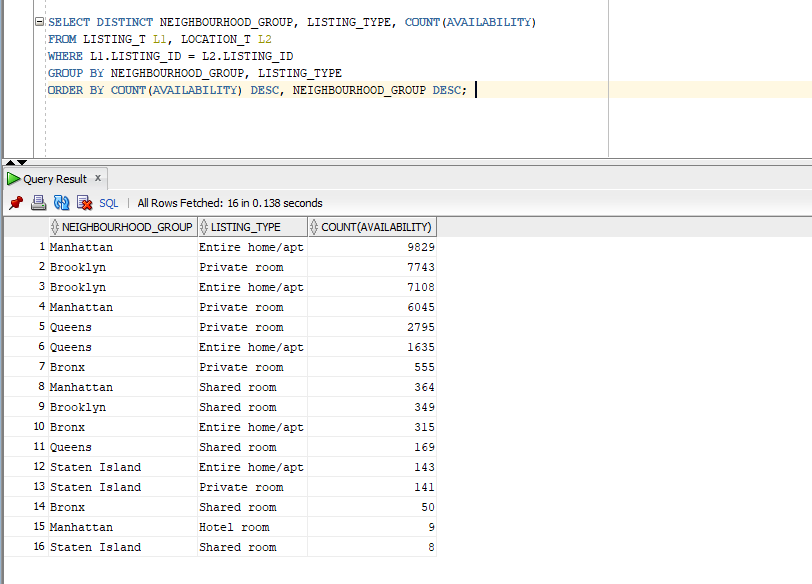 SELECT DISTINCT NEIGHBOURHOOD_GROUP, LISTING_TYPE, COUNT(AVAILABILITY)
FROM LISTING_T L1, LOCATION_T L2
WHERE L1.LISTING_ID = L2.LISTING_ID
GROUP BY NEIGHBOURHOOD_GROUP, LISTING_TYPE
ORDER BY COUNT(AVAILABILITY) DESC, NEIGHBOURHOOD_GROUP DESC;
Query Result x
SQL | All Rows Fetched: 16 in 0.138 seconds
NEIGHBOURHOOD_GROUP LISTING_TYPE COUNT(AVAILABILITY)
1 Manhattan Entire home/apt 9829
2 Brooklyn Private room 7743
3 Brooklyn Entire home/apt 7108
4 Manhattan Private room 6045
5 Queens Private room 2795
6 Queens Entire home/apt 1635
7 Bronx Private room 555
8 Manhattan Shared room 364
9 Brooklyn Shared room 349
10 Bronx Entire home/apt 315
11 Queens Shared room 169
12 Staten Island Entire home/apt 143
13 Staten Island Private room 141
14 Bronx Shared room 50
15 Manhattan Hotel room 9
16 Staten Island Shared room 8